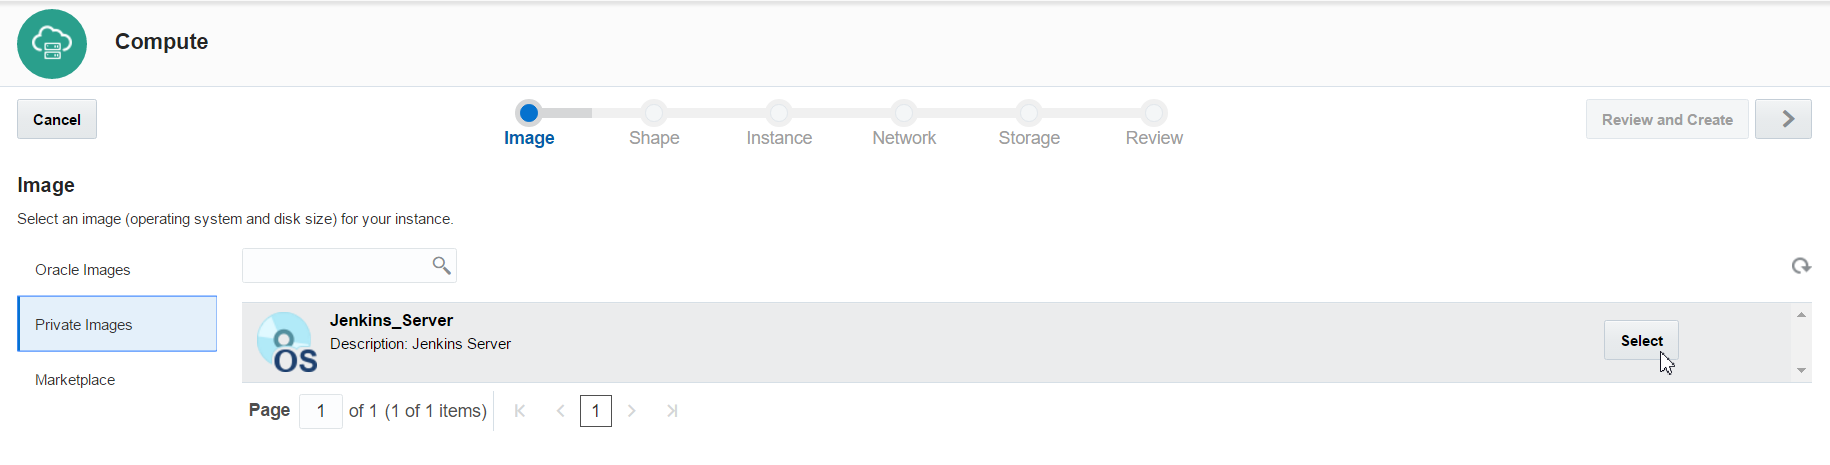 Compute
Cancel
Image Shape Instance Network Storage Review
Review and Create
Image
Select an image (operating system and disk size) for your instance.
Oracle Images
Private Images
Marketplace
OS
Jenkins_Server
Description: Jenkins Server
Select
Page 1 of 1 (1 of 1 items) 1